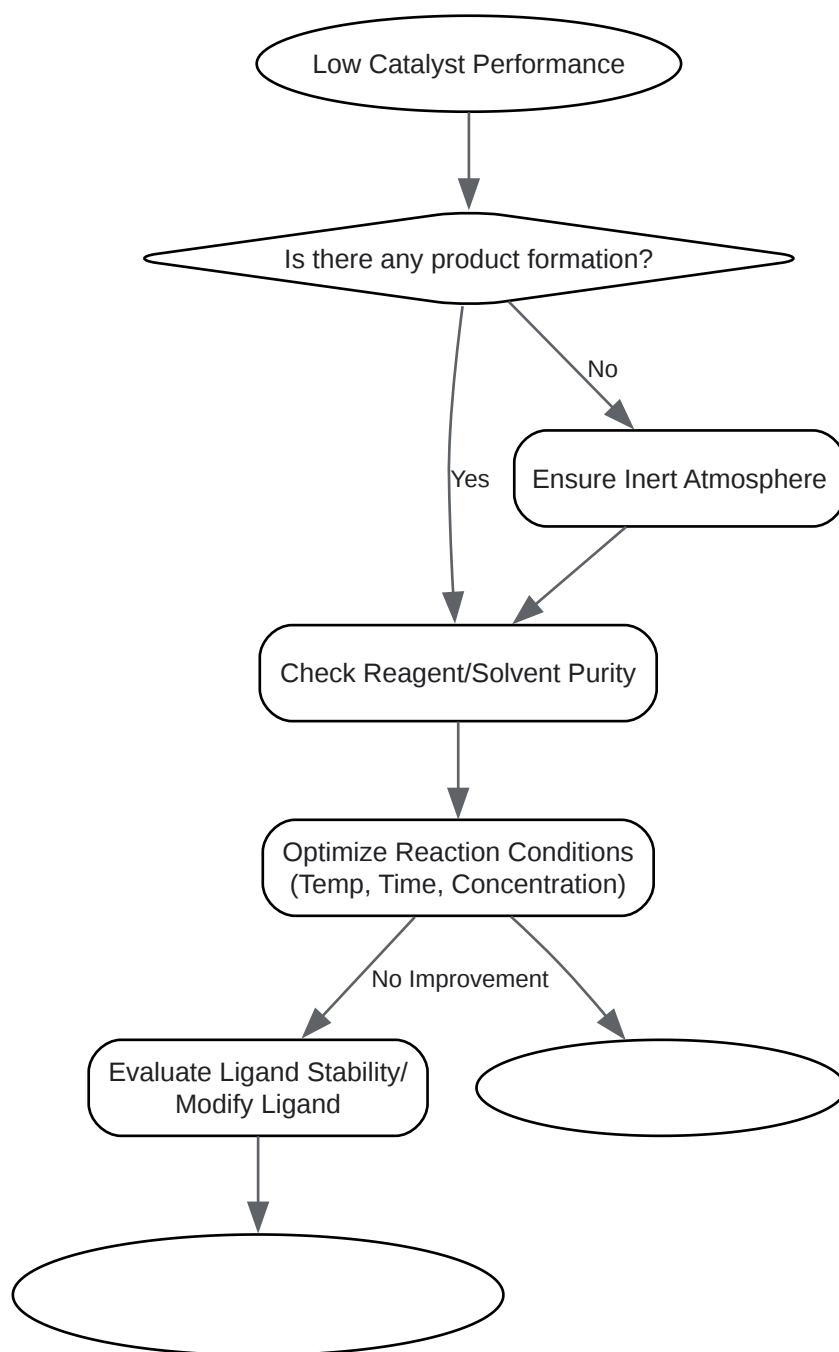 Low Catalyst Performance
Is there any product formation?
No
Yes
Ensure Inert Atmosphere
Check Reagent/Solvent Purity
Optimize Reaction Conditions
(Temp, Time, Concentration)
No Improvement
Evaluate Ligand Stability/
Modify Ligand